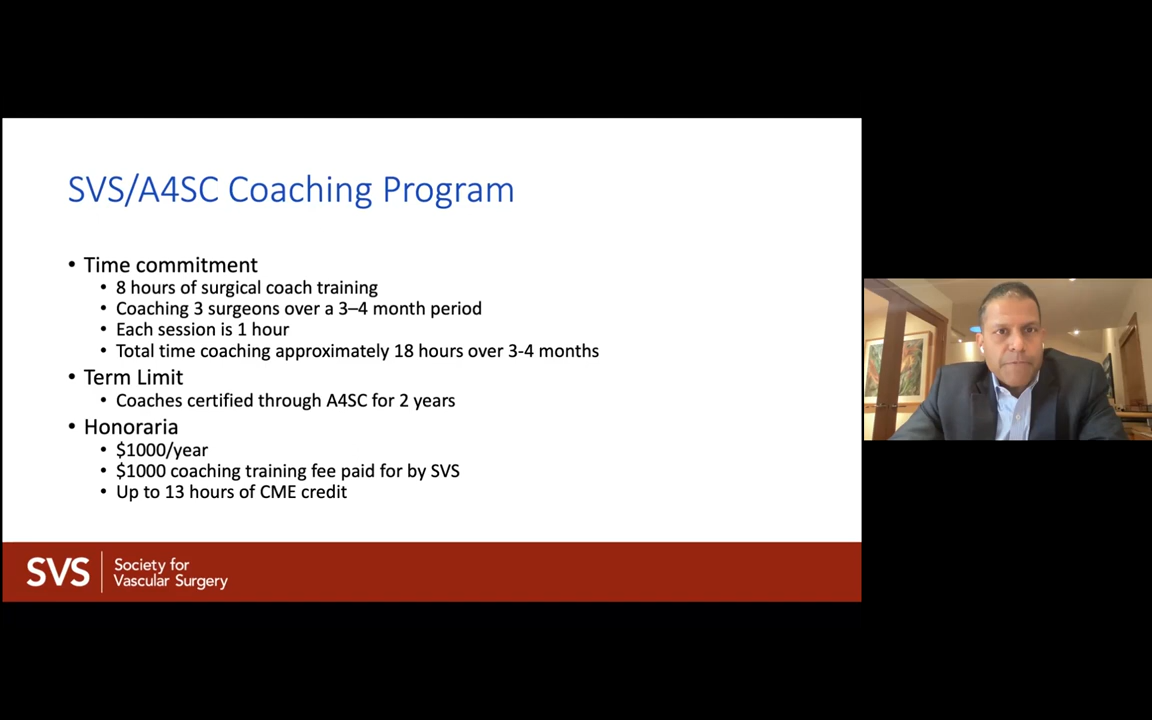 SVS/A4SC Coaching Program
• Time commitment
• 8 hours of surgical coach training
• Coaching 3 surgeons over a 3–4 month period
• Each session is 1 hour
• Total time coaching approximately 18 hours over 3-4 months
• Term Limit
• Coaches certified through A4SC for 2 years
• Honoraria
• $1000/year
• $1000 coaching training fee paid for by SVS
• Up to 13 hours of CME credit
SVS
Society for
Vascular Surgery